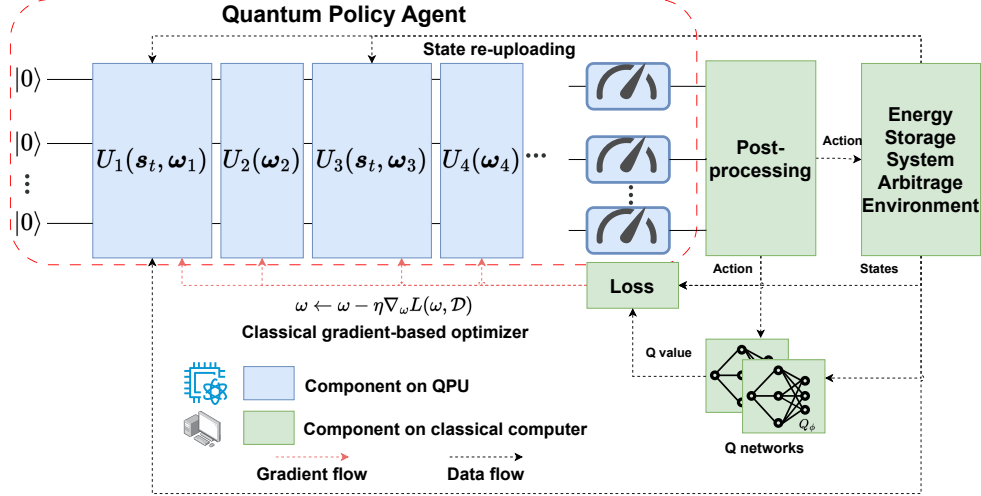 Quantum Policy Agent
State re-uploading
|0⟩
|0⟩
⋮
|0⟩
U₁(sₜ, ω₁)
U₂(ω₂)
U₃(sₜ, ω₃)
U₄(ω₄)
...
Post-
processing
Action
Energy
Storage
System
Arbitrage
Environment
Action
States
Loss
ω ← ω − η∇_ω L(ω, 𝒟)
Classical gradient-based optimizer
Q value
Q_ϕ
Q networks
Component on QPU
Component on classical computer
Gradient flow
Data flow